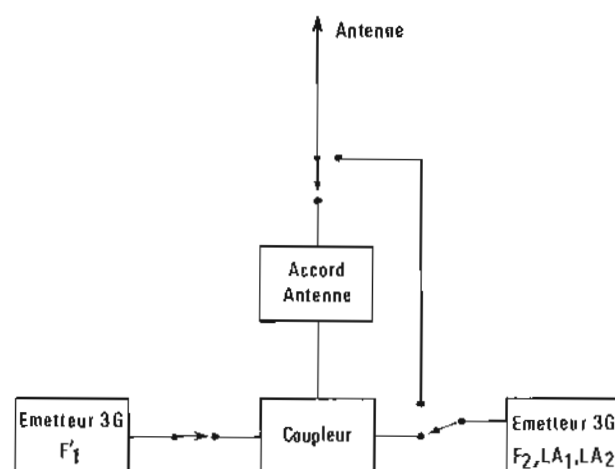 Antenne
Accord
Antenne
Emetteur 3G
F'1
Coupleur
Emetteur 3G
F2,LA1,LA2